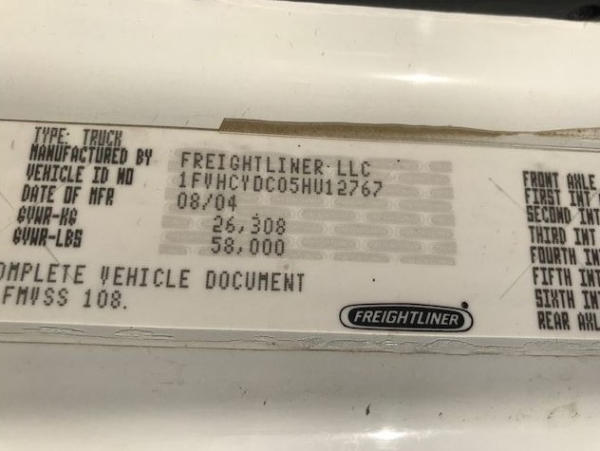 TYPE: TRUCK
MANUFACTURED BY FREIGHTLINER LLC
VEHICLE ID NO 1FVHCYDC05HU12767
DATE OF MFR 08/04
GVWR-KG 26,308
GVWR-LBS 58,000
OMPLETE VEHICLE DOCUMENT
FMVSS 108.
FREIGHTLINER
FRONT AXLE
FIRST INT
SECOND INT
THIRD INT
FOURTH IN
FIFTH INT
SIXTH INT
REAR AXL